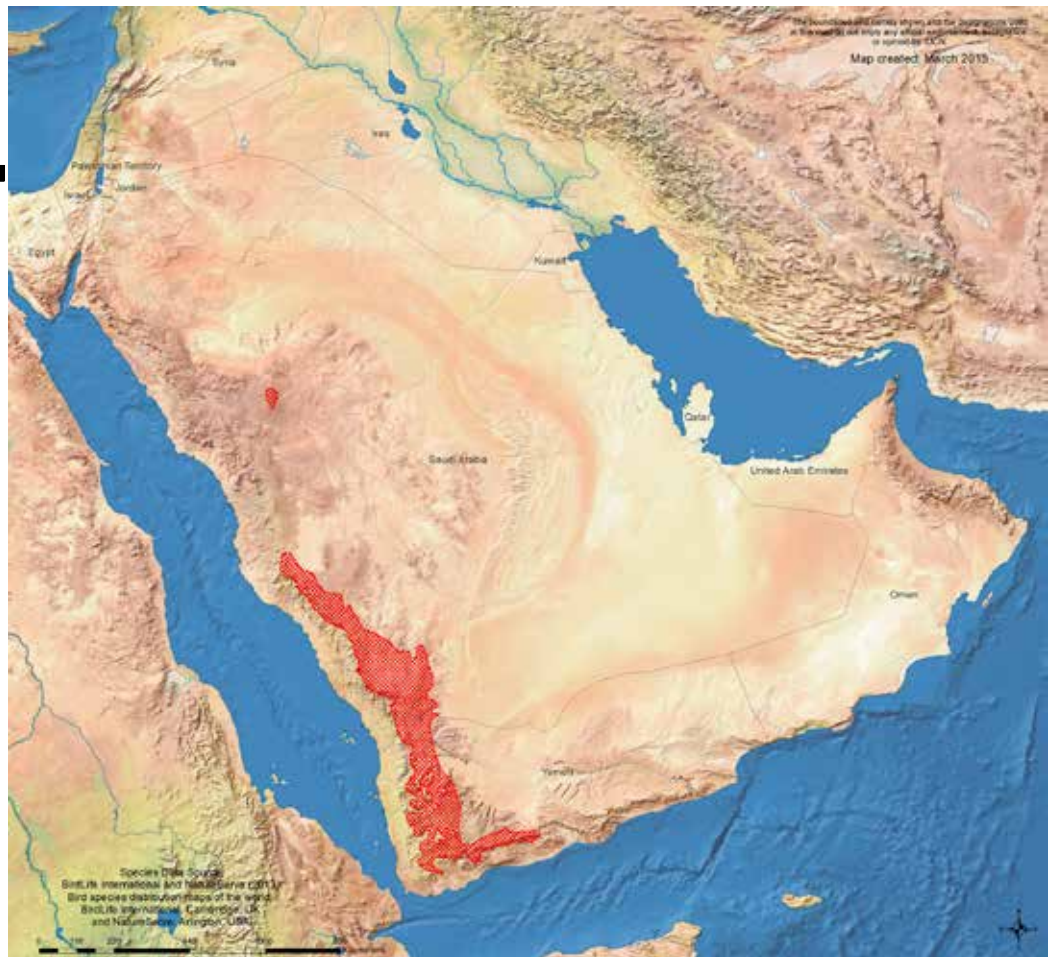 Map created: March 2015
Syria
Iraq
Palestinian Territory
Jordan
Israel
Egypt
Kuwait
Qatar
Saudi Arabia
United Arab Emirates
Oman
Yemen
Species Data Source:
BirdLife International and NatureServe (2013)
Bird species distribution maps of the world.
BirdLife International, Cambridge, UK
and NatureServe, Arlington, USA